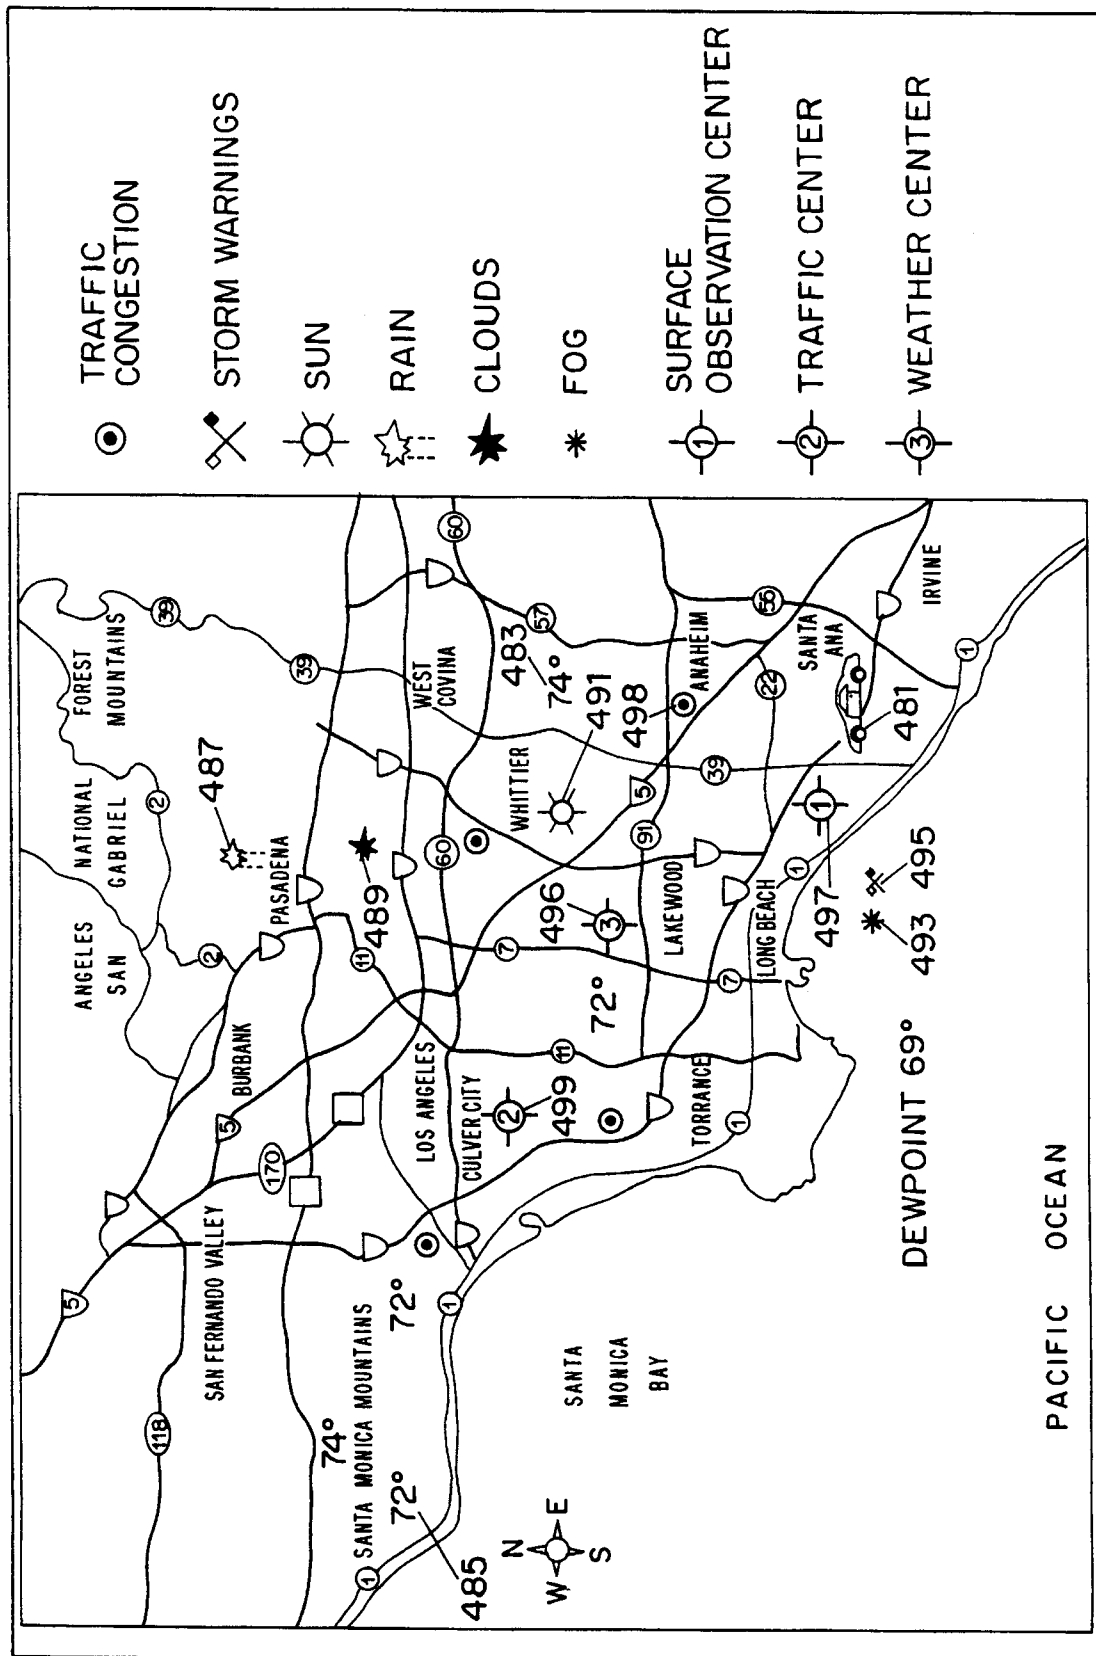 TRAFFIC
CONGESTION
STORM WARNINGS
SUN
RAIN
CLOUDS
FOG
1
SURFACE
OBSERVATION CENTER
2
TRAFFIC CENTER
3
WEATHER CENTER
5
118
SAN FERNANDO VALLEY
170
5
BURBANK
ANGELES NATIONAL FOREST
SAN GABRIEL MOUNTAINS
2
2
39
39
487
PASADENA
489
11
74°
SANTA MONICA MOUNTAINS
1
72°
485
72°
1
LOS ANGELES
CULVER CITY
60
WEST
COVINA
60
57
483
74°
491
WHITTIER
498
ANAHEIM
5
91
496
3
7
72°
11
2
499
LAKEWOOD
TORRANCE
1
7
LONG BEACH
1
39
22
56
SANTA
ANA
IRVINE
481
1
1
497
493
495
SANTA
MONICA
BAY
N
W
E
S
DEWPOINT 69°
PACIFIC OCEAN